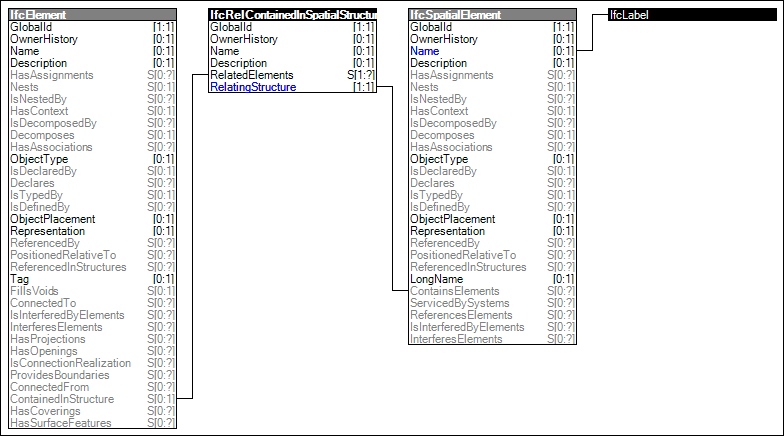 IfcElement
GlobalId [1:1]
OwnerHistory [0:1]
Name [0:1]
Description [0:1]
HasAssignments S[0:?]
Nests S[0:1]
IsNestedBy S[0:?]
HasContext S[0:1]
IsDecomposedBy S[0:?]
Decomposes S[0:1]
HasAssociations S[0:?]
ObjectType [0:1]
IsDeclaredBy S[0:1]
Declares S[0:?]
IsTypedBy S[0:1]
IsDefinedBy S[0:?]
ObjectPlacement [0:1]
Representation [0:1]
ReferencedBy S[0:?]
PositionedRelativeTo S[0:?]
ReferencedInStructures S[0:?]
Tag [0:1]
FillsVoids S[0:1]
ConnectedTo S[0:?]
IsInterferedByElements S[0:?]
InterferesElements S[0:?]
HasProjections S[0:?]
HasOpenings S[0:?]
IsConnectionRealization S[0:?]
ProvidesBoundaries S[0:?]
ConnectedFrom S[0:?]
ContainedInStructure S[0:1]
HasCoverings S[0:?]
HasSurfaceFeatures S[0:?]
IfcRelContainedInSpatialStructur
GlobalId [1:1]
OwnerHistory [0:1]
Name [0:1]
Description [0:1]
RelatedElements S[1:?]
RelatingStructure [1:1]
IfcSpatialElement
GlobalId [1:1]
OwnerHistory [0:1]
Name [0:1]
Description [0:1]
HasAssignments S[0:?]
Nests S[0:1]
IsNestedBy S[0:?]
HasContext S[0:1]
IsDecomposedBy S[0:?]
Decomposes S[0:1]
HasAssociations S[0:?]
ObjectType [0:1]
IsDeclaredBy S[0:1]
Declares S[0:?]
IsTypedBy S[0:1]
IsDefinedBy S[0:?]
ObjectPlacement [0:1]
Representation [0:1]
ReferencedBy S[0:?]
PositionedRelativeTo S[0:?]
ReferencedInStructures S[0:?]
LongName [0:1]
ContainsElements S[0:?]
ServicedBySystems S[0:?]
ReferencesElements S[0:?]
IsInterferedByElements S[0:?]
InterferesElements S[0:?]
IfcLabel